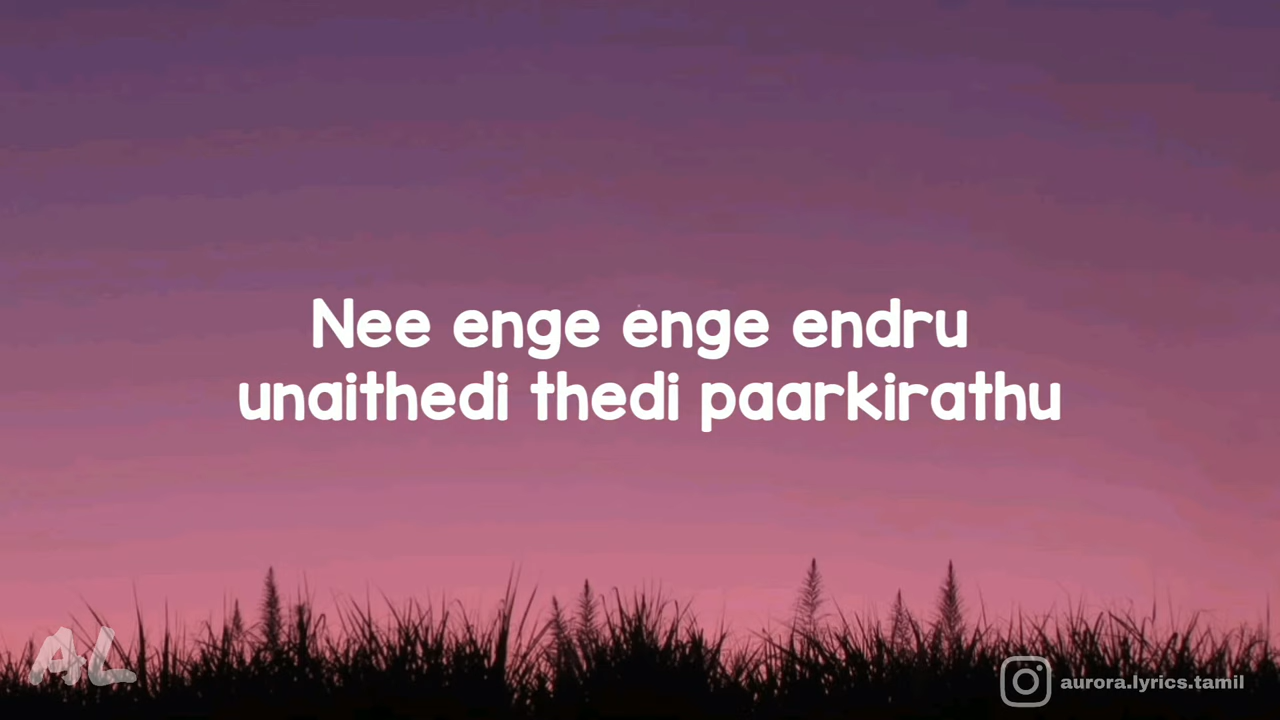 Nee enge enge endru
unaithedi thedi paarkirathu
AL
aurora.lyrics.tamil